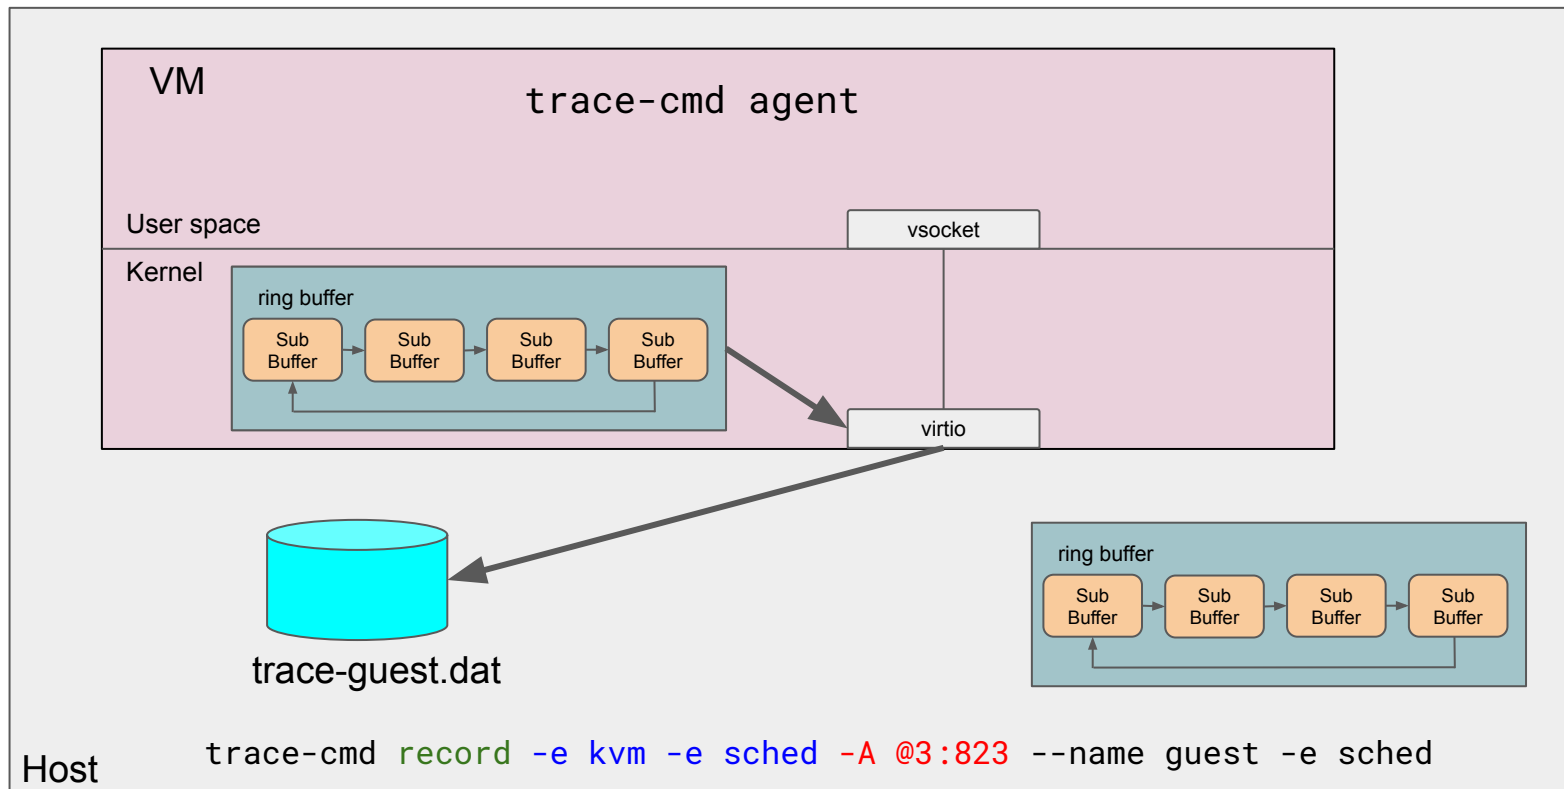 VM
trace-cmd agent
User space
vsocket
Kernel
ring buffer
Sub
Buffer
Sub
Buffer
Sub
Buffer
Sub
Buffer
virtio
trace-guest.dat
ring buffer
Sub
Buffer
Sub
Buffer
Sub
Buffer
Sub
Buffer
trace-cmd record -e kvm -e sched -A @3:823 --name guest -e sched
Host